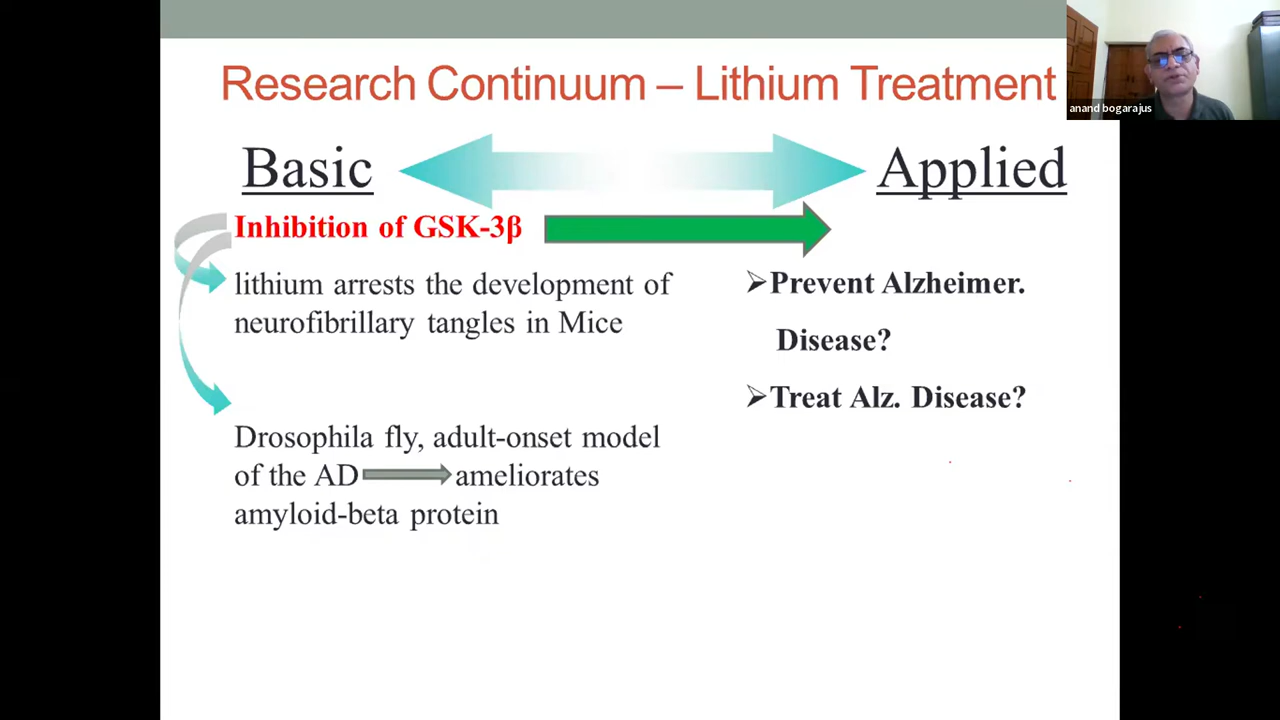 Research Continuum – Lithium Treatment
anand bogarajus
Basic
Applied
Inhibition of GSK-3β
lithium arrests the development of
neurofibrillary tangles in Mice
Drosophila fly, adult-onset model
of the AD ameliorates
amyloid-beta protein
➢Prevent Alzheimer.
Disease?
➢Treat Alz. Disease?